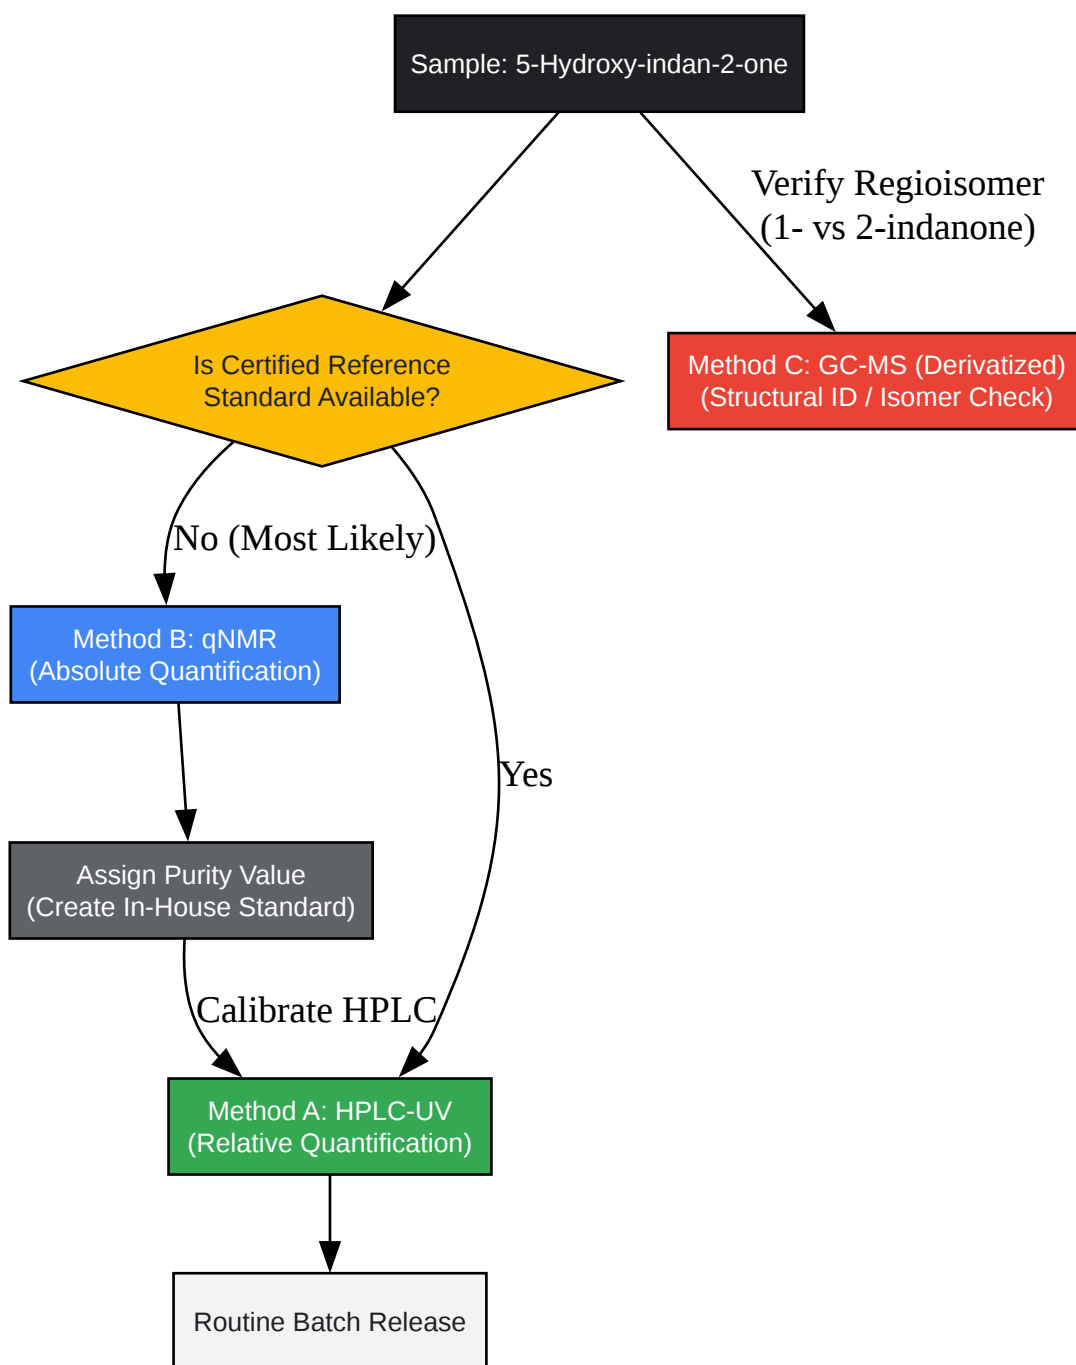 Sample: 5-Hydroxy-indan-2-one
Verify Regioisomer
(1- vs 2-indanone)
Is Certified Reference
Standard Available?
Method C: GC-MS (Derivatized)
(Structural ID / Isomer Check)
No (Most Likely)
Method B: qNMR
(Absolute Quantification)
Yes
Assign Purity Value
(Create In-House Standard)
Calibrate HPLC
Method A: HPLC-UV
(Relative Quantification)
Routine Batch Release